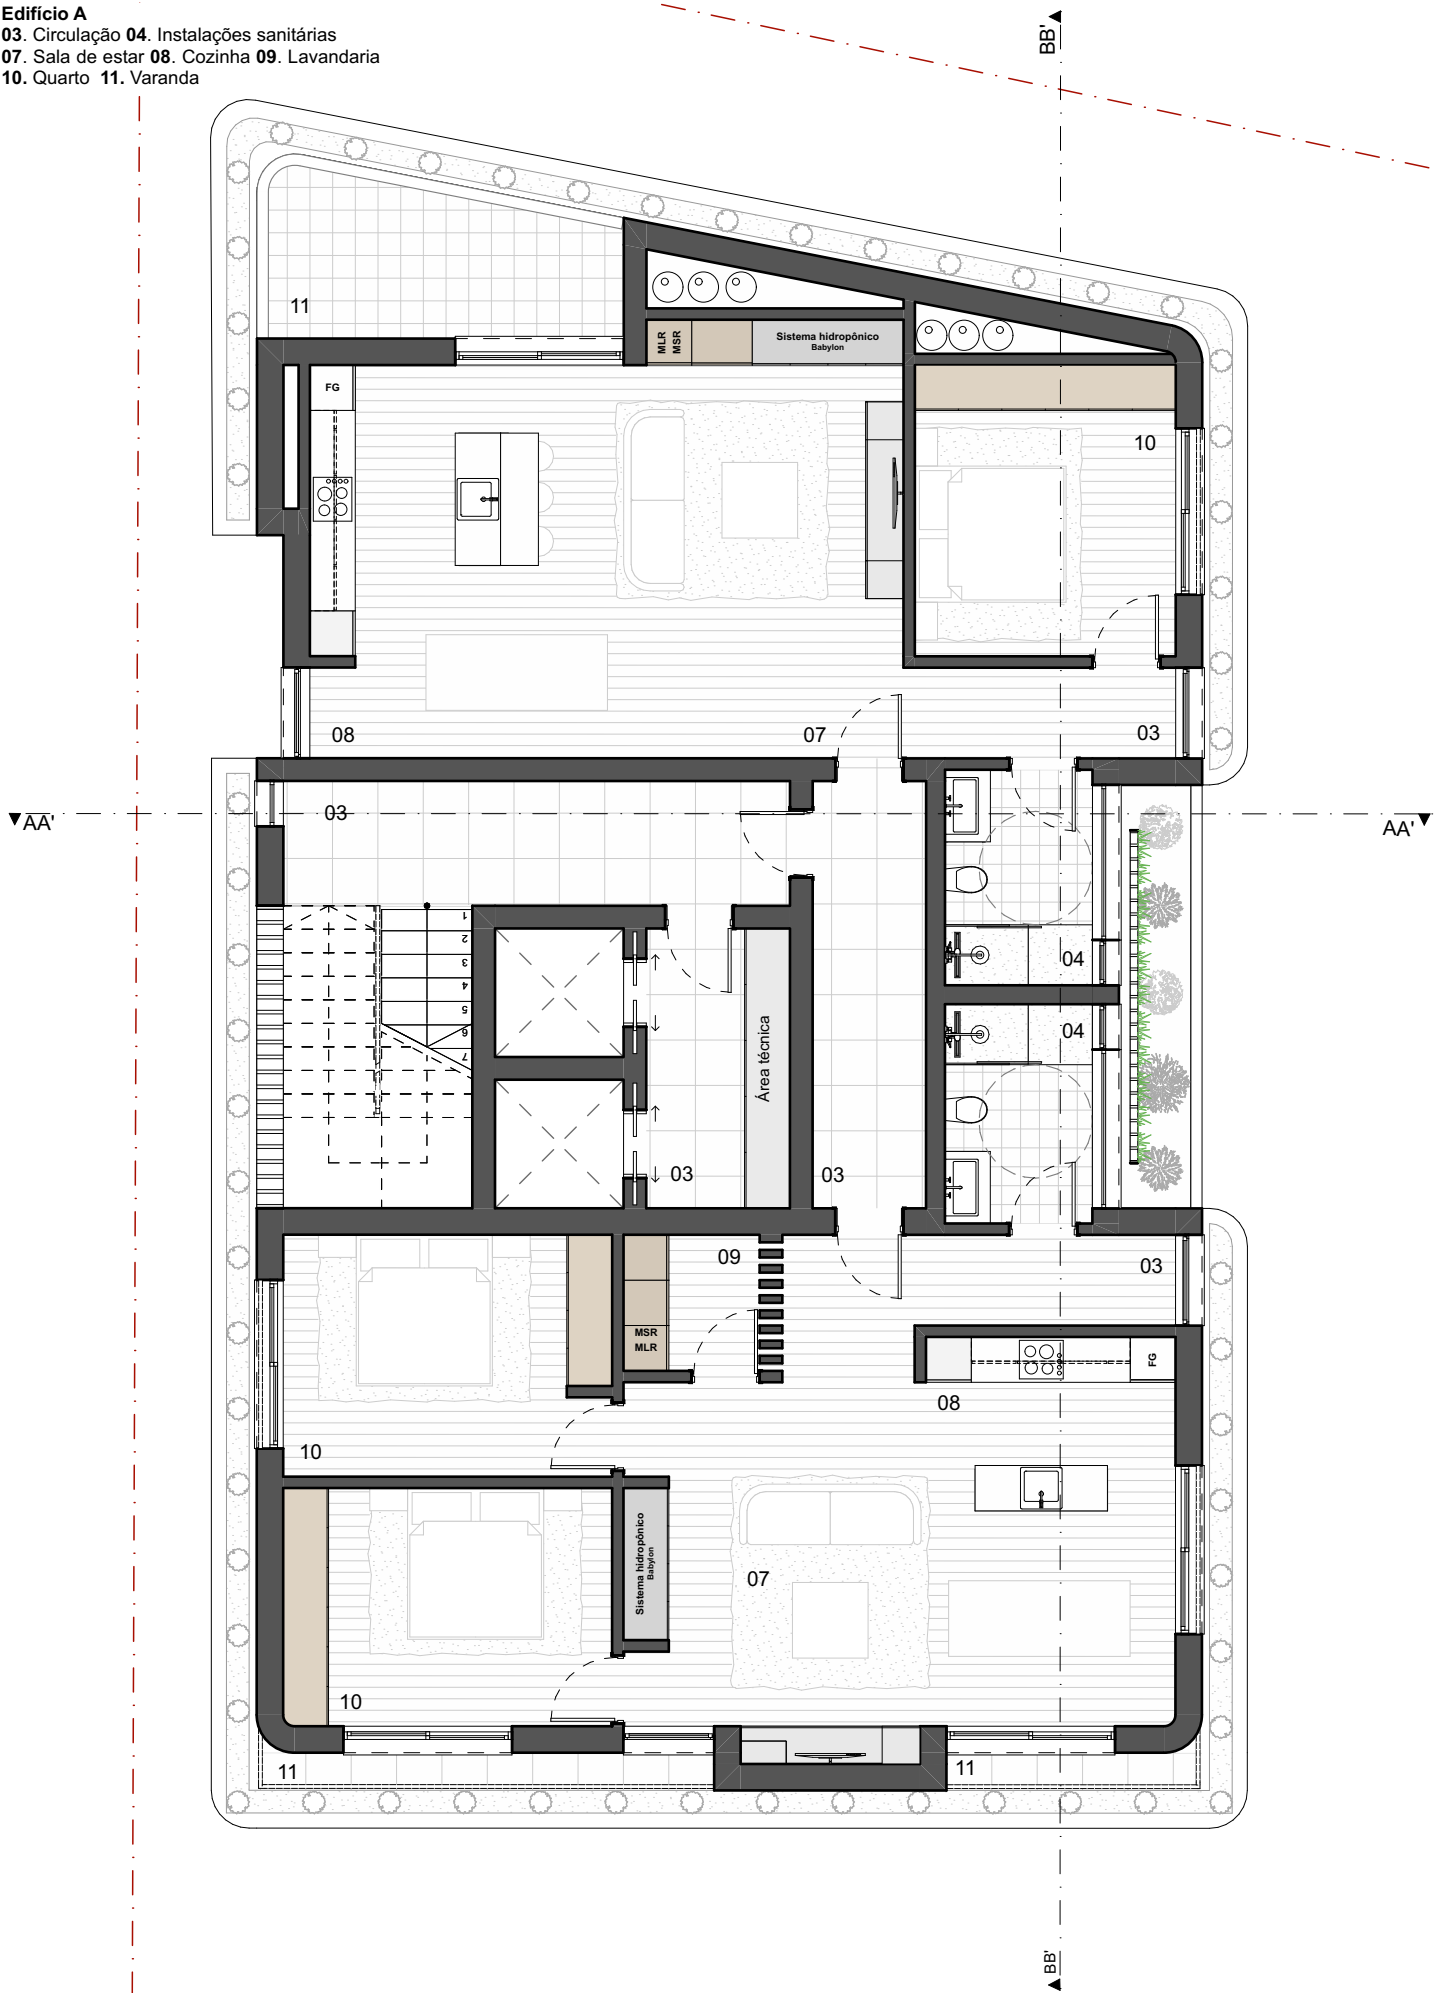 Edifício A
03. Circulação 04. Instalações sanitárias
07. Sala de estar 08. Cozinha 09. Lavandaria
10. Quarto 11. Varanda
BB'
11
MLR
MSR
Sistema hidropônico
Babylon
FG
10
08
07
03
03
AA'
AA'
1
2
3
4
5
6
7
04
04
Área técnica
03
03
09
03
MSR
MLR
FG
08
10
Sistema hidropônico
Babylon
07
10
11
11
BB'